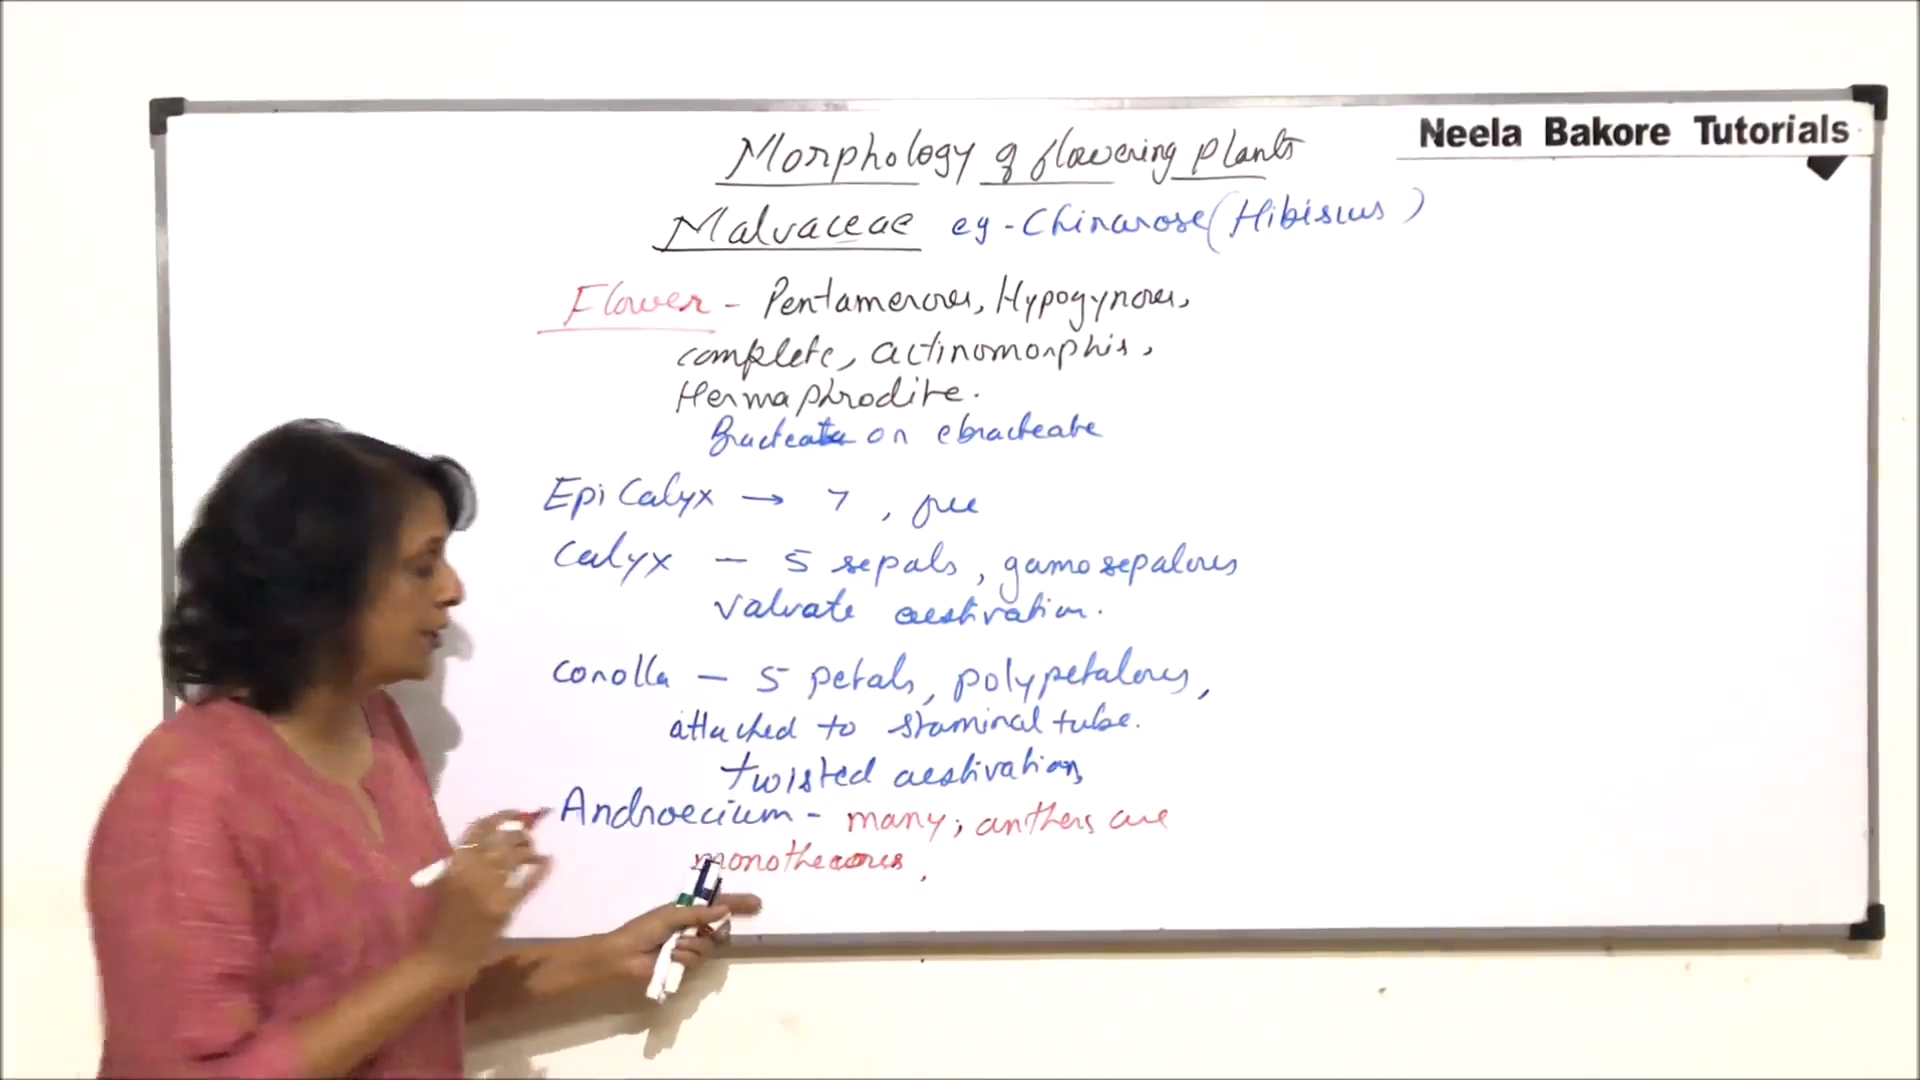 Neela Bakore Tutorials
Morphology of flowering plants
Malvaceae eg - Chinarose (Hibiscus)
Flower - Pentamerous, Hypogynous,
complete, actinomorphic,
Hermaphrodite.
Bracteate or ebracteate
Epi Calyx → 7, free
Calyx - 5 sepals, gamosepalous
valvate aestivation.
Corolla - 5 petals, polypetalous,
attached to staminal tube.
twisted aestivation,
Androecium - many; anthers are
monothecous,